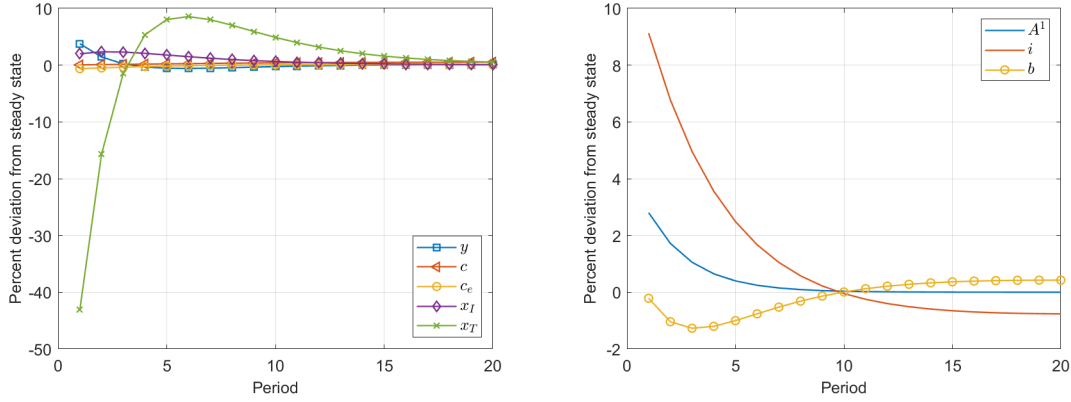 Percent deviation from steady state
10
0
-10
-20
-30
-40
-50
0
5
10
15
20
Period
y
c
c_e
x_I
x_T
Percent deviation from steady state
10
8
6
4
2
0
-2
0
5
10
15
20
Period
A^1
i
b